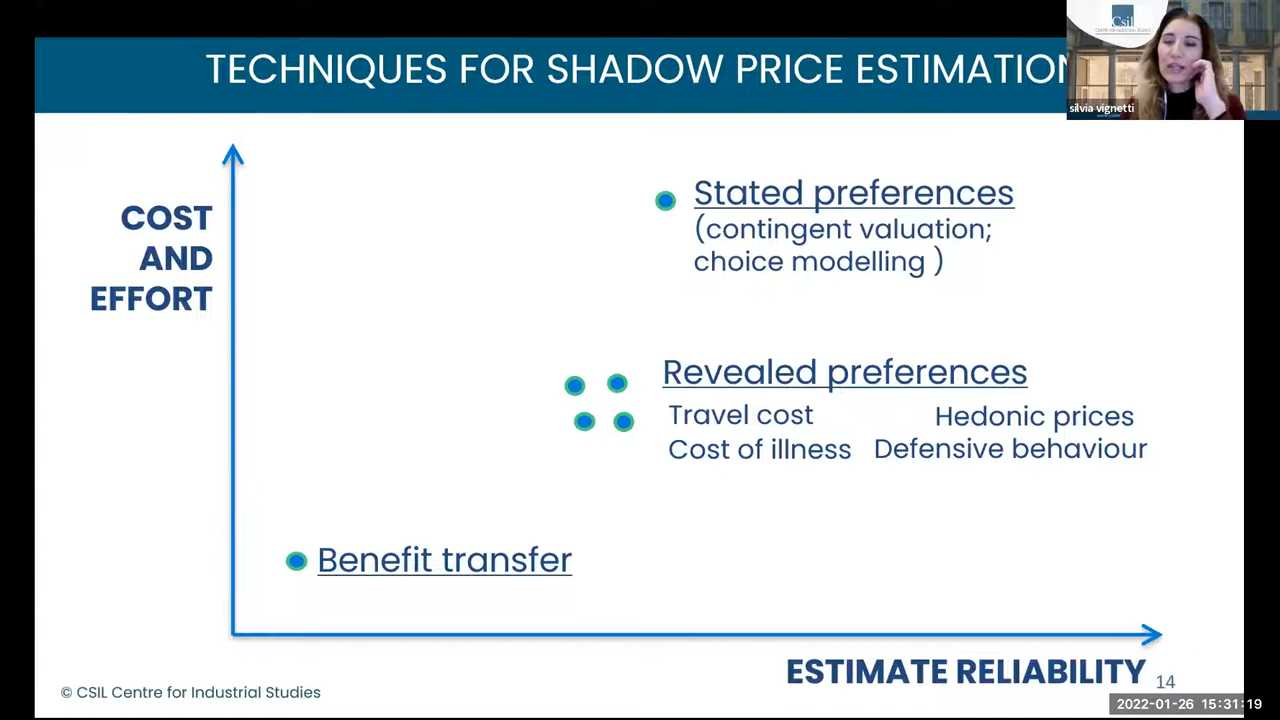 TECHNIQUES FOR SHADOW PRICE ESTIMATION
Csil
silvia vignetti
COST
AND
EFFORT
Stated preferences
(contingent valuation;
choice modelling )
Revealed preferences
Travel cost Hedonic prices
Cost of illness Defensive behaviour
Benefit transfer
ESTIMATE RELIABILITY
14
© CSIL Centre for Industrial Studies
2022-01-26 15:31:19